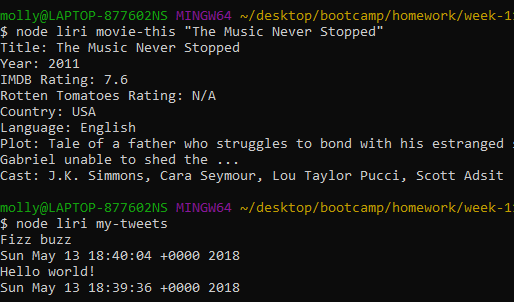 molly@LAPTOP-877602NS MINGW64 ~/desktop/bootcamp/homework/week-1
$ node liri movie-this "The Music Never Stopped"
Title: The Music Never Stopped
Year: 2011
IMDB Rating: 7.6
Rotten Tomatoes Rating: N/A
Country: USA
Language: English
Plot: Tale of a father who struggles to bond with his estranged
Gabriel unable to shed the ...
Cast: J.K. Simmons, Cara Seymour, Lou Taylor Pucci, Scott Adsit
molly@LAPTOP-877602NS MINGW64 ~/desktop/bootcamp/homework/week-1
$ node liri my-tweets
Fizz buzz
Sun May 13 18:40:04 +0000 2018
Hello world!
Sun May 13 18:39:36 +0000 2018